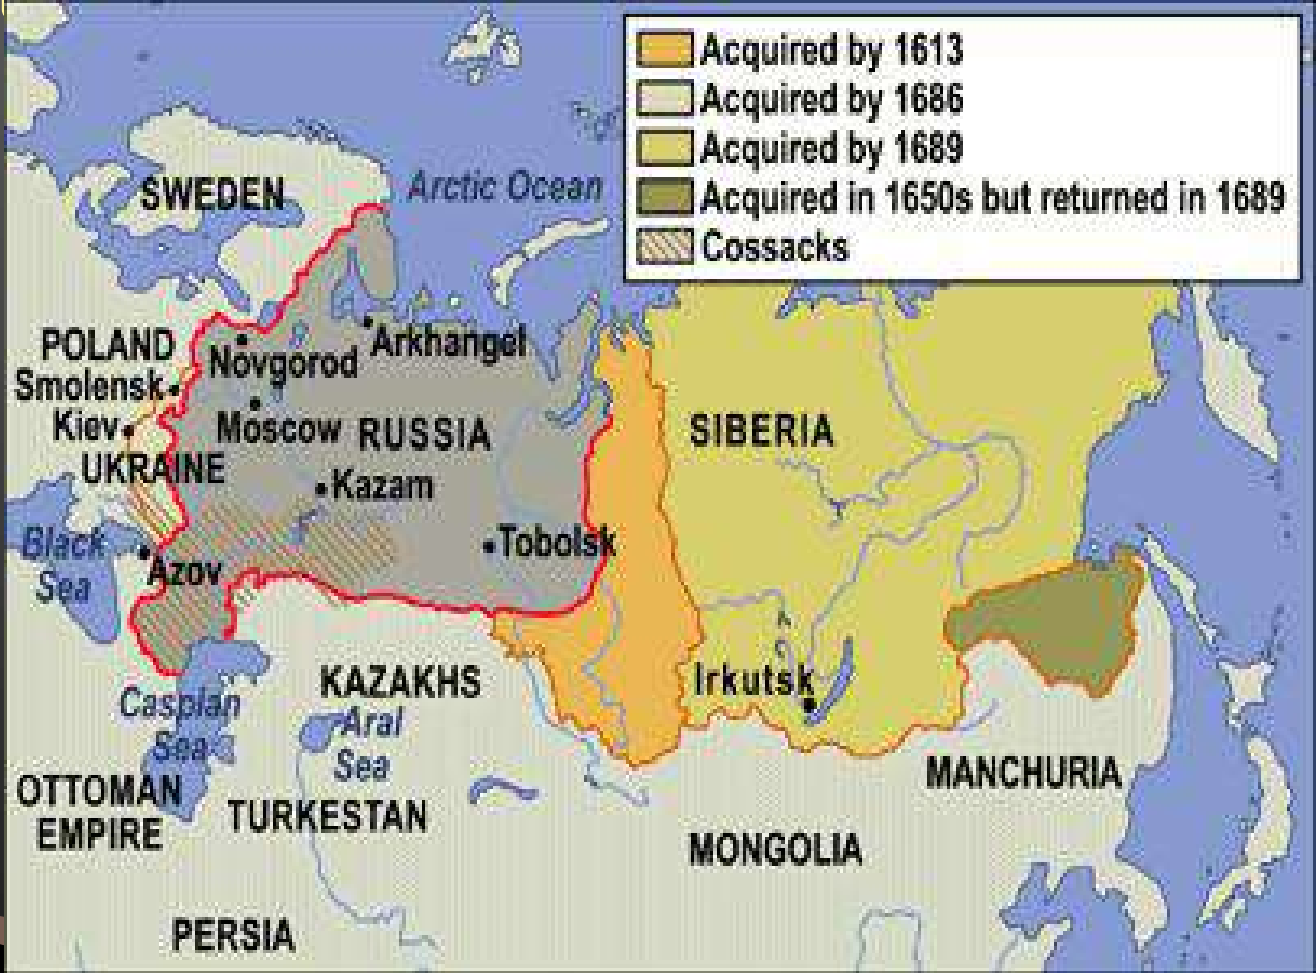 Acquired by 1613
Acquired by 1686
Acquired by 1689
Acquired in 1650s but returned in 1689
Cossacks
SWEDEN
Arctic Ocean
POLAND
Smolensk
Kiev
UKRAINE
Novgorod
Arkhangel
Moscow
RUSSIA
SIBERIA
Kazam
Tobolsk
Black
Sea
Azov
Irkutsk
KAZAKHS
Caspian
Sea
Aral
Sea
OTTOMAN
EMPIRE
TURKESTAN
MANCHURIA
MONGOLIA
PERSIA